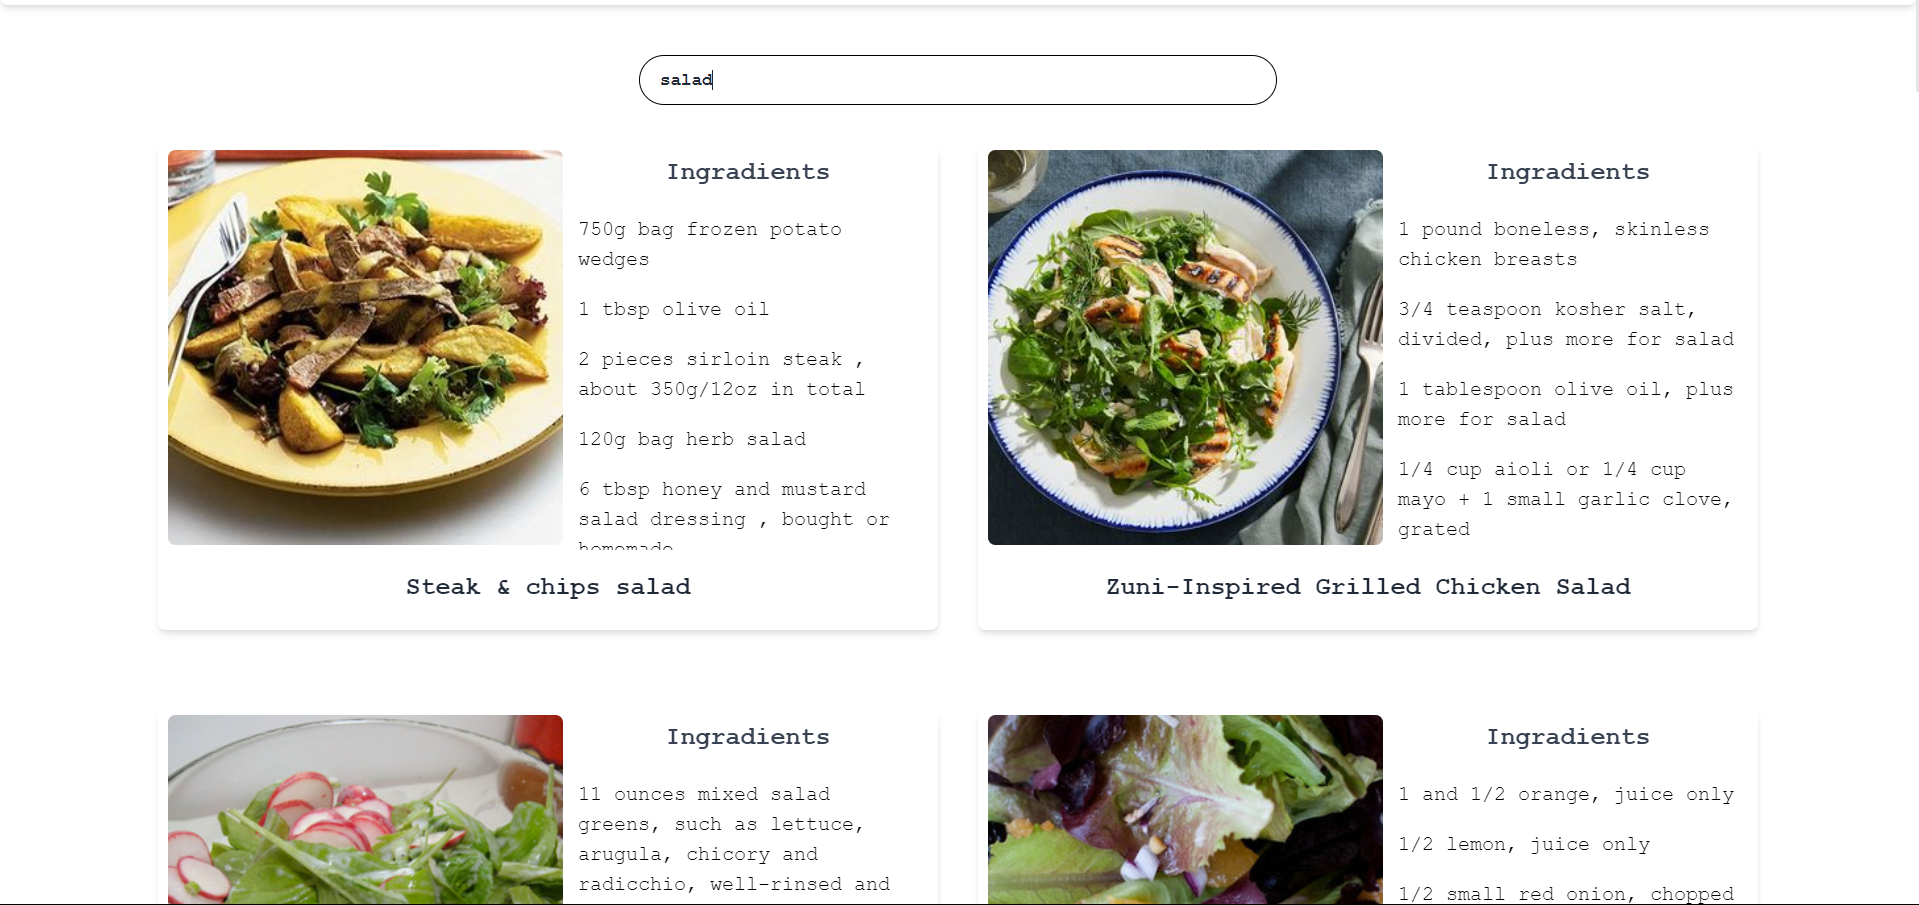 salad
Ingradients
750g bag frozen potato
wedges
1 tbsp olive oil
2 pieces sirloin steak ,
about 350g/12oz in total
120g bag herb salad
6 tbsp honey and mustard
salad dressing , bought or
homemade
Steak & chips salad
Ingradients
1 pound boneless, skinless
chicken breasts
3/4 teaspoon kosher salt,
divided, plus more for salad
1 tablespoon olive oil, plus
more for salad
1/4 cup aioli or 1/4 cup
mayo + 1 small garlic clove,
grated
Zuni-Inspired Grilled Chicken Salad
Ingradients
11 ounces mixed salad
greens, such as lettuce,
arugula, chicory and
radicchio, well-rinsed and
Ingradients
1 and 1/2 orange, juice only
1/2 lemon, juice only
1/2 small red onion, chopped